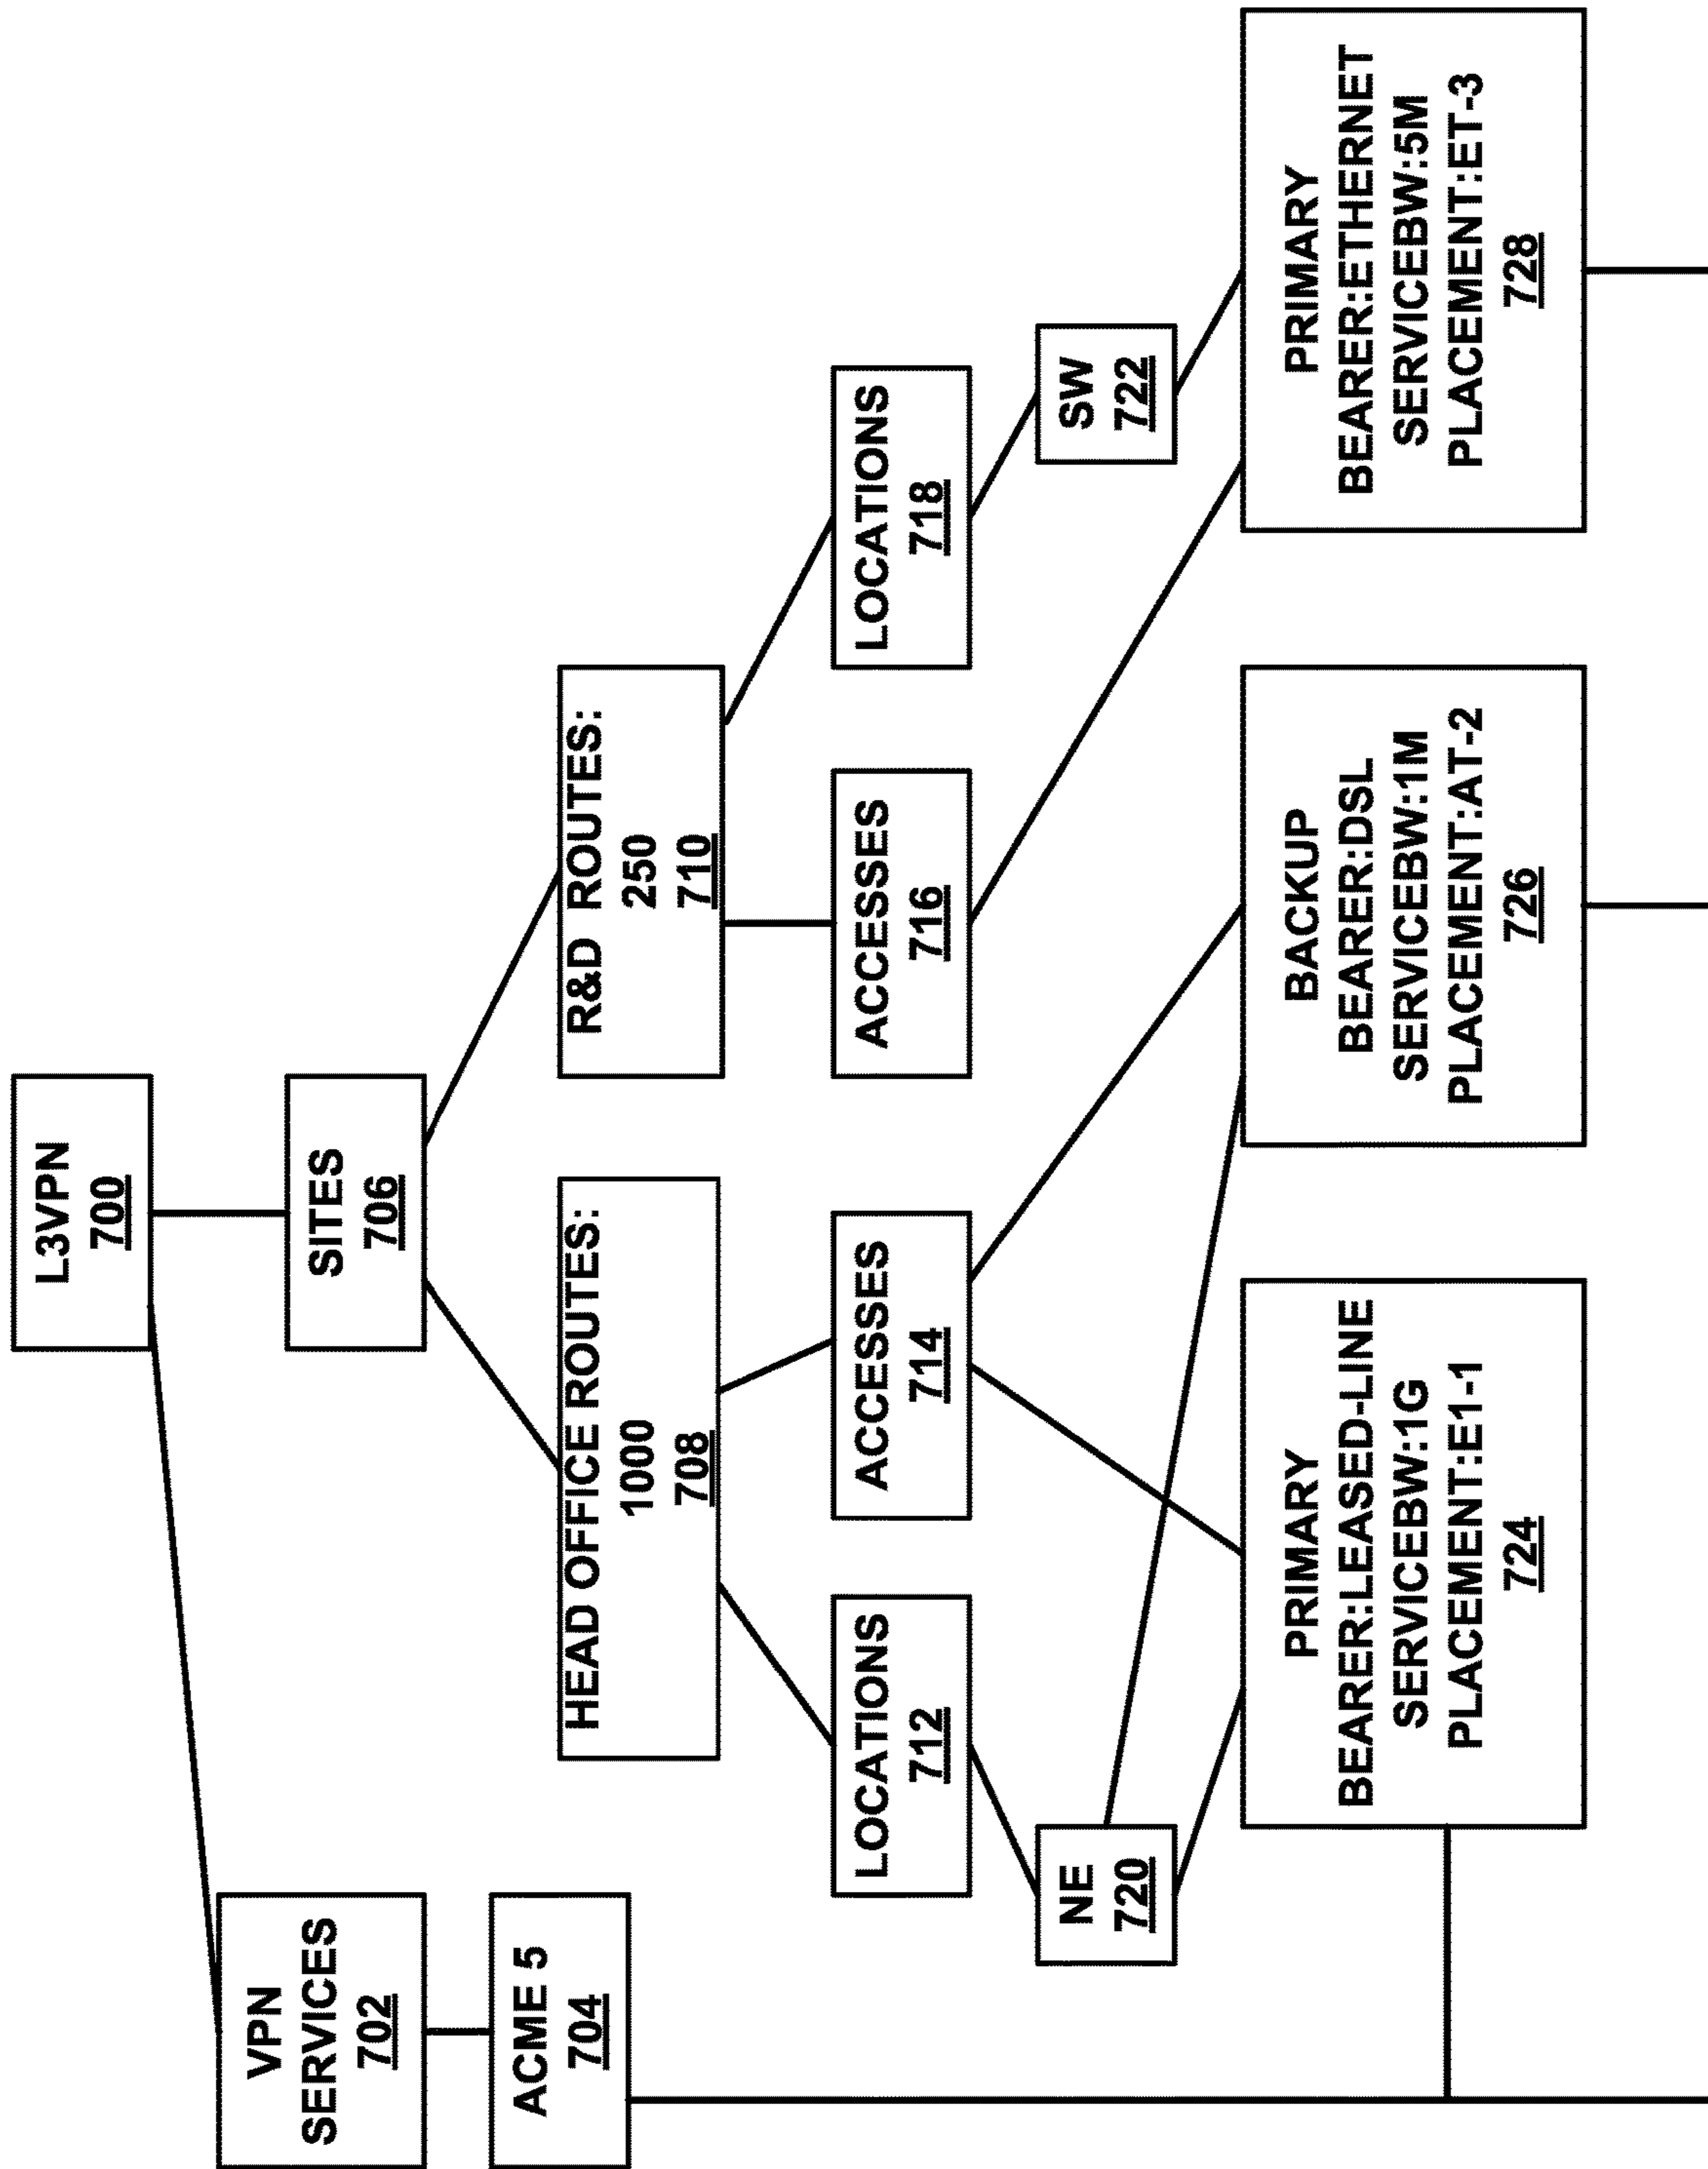 L3VPN
700
VPN
SERVICES
702
SITES
706
ACME 5
704
HEAD OFFICE ROUTES:
1000
708
R&D ROUTES:
250
710
LOCATIONS
712
ACCESSES
714
ACCESSES
716
LOCATIONS
718
NE
720
SW
722
PRIMARY
BEARER:LEASED-LINE
SERVICEBW:1G
PLACEMENT:E1-1
724
BACKUP
BEARER:DSL
SERVICEBW:1M
PLACEMENT:AT-2
726
PRIMARY
BEARER:ETHERNET
SERVICEBW:5M
PLACEMENT:ET-3
728